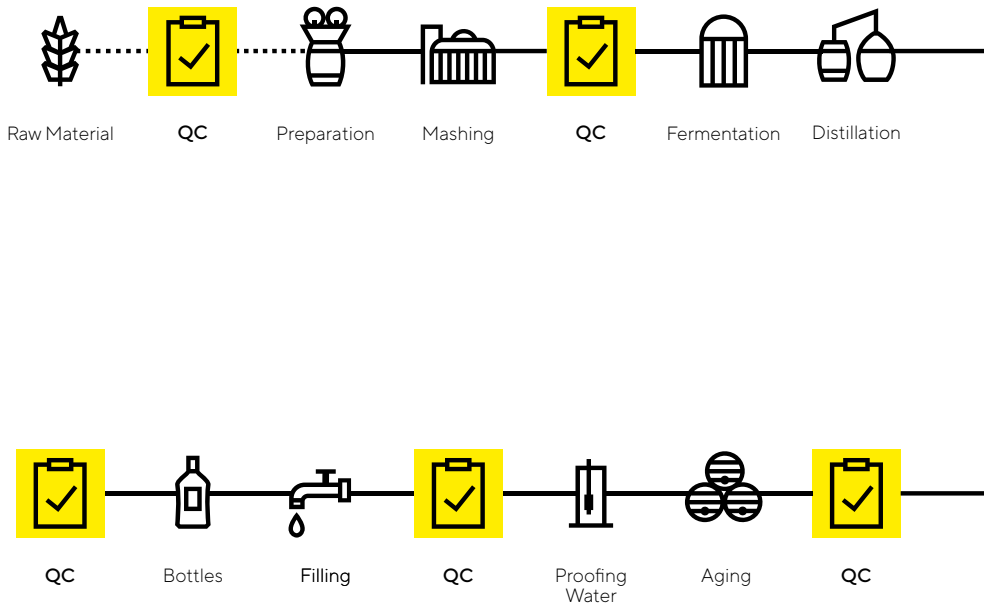 Raw Material
QC
Preparation
Mashing
QC
Fermentation
Distillation
QC
Bottles
Filling
QC
Proofing
Water
Aging
QC